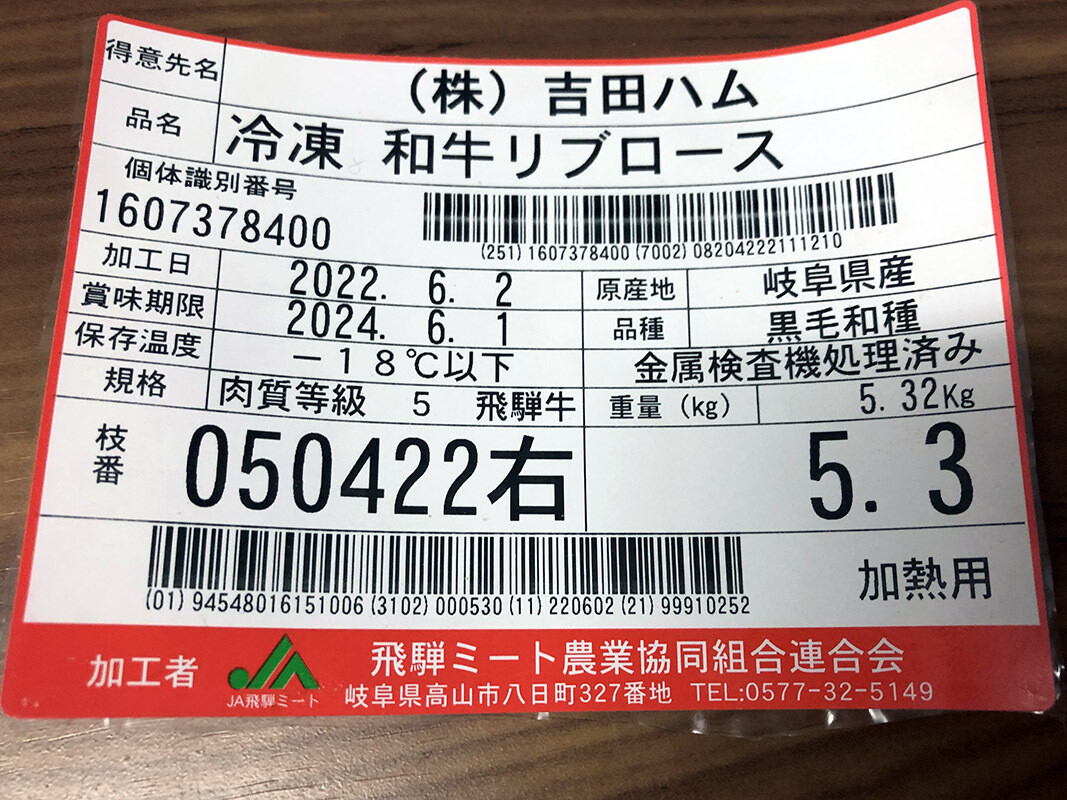 得意先名 （株）吉田ハム
品名 冷凍 和牛リブロース
個体識別番号
1607378400
(251) 1607378400 (7002) 08204222111210
加工日 2022. 6. 2 原産地 岐阜県産
賞味期限 2024. 6. 1 品種 黒毛和種
保存温度 －１８℃以下 金属検査機処理済み
規格 肉質等級 5 飛騨牛 重量（kg） 5.32Kg
枝番 050422右 5. 3
(01) 94548016151006 (3102) 000530 (11) 220602 (21) 99910252
加熱用
加工者 JA飛騨ミート 飛騨ミート農業協同組合連合会
岐阜県高山市八日町327番地 TEL:0577-32-5149